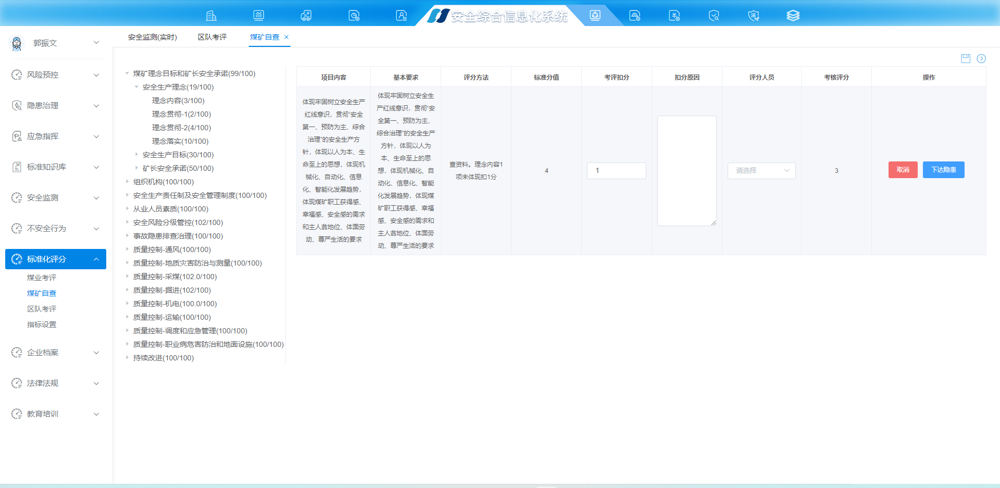 安全综合信息化系统
郭振文
风险预控
隐患治理
应急指挥
标准知识库
安全监测
不安全行为
标准化评分
煤业考评
煤矿自查
区队考评
指标设置
企业档案
法律法规
教育培训
安全监测(实时)
区队考评
煤矿自查
煤矿理念目标和矿长安全承诺(99/100)
安全生产理念(19/100)
理念内容(3/100)
理念贯彻-1(2/100)
理念贯彻-2(4/100)
理念落实(10/100)
安全生产目标(30/100)
矿长安全承诺(50/100)
组织机构(100/100)
安全生产责任制及安全管理制度(100/100)
从业人员素质(100/100)
安全风险分级管控(102/100)
事故隐患排查治理(100/100)
质量控制-通风(100/100)
质量控制-地质灾害防治与测量(100/100)
质量控制-采煤(102.0/100)
质量控制-掘进(102/100)
质量控制-机电(100.0/100)
质量控制-运输(100/100)
质量控制-调度和应急管理(100/100)
质量控制-职业病危害防治和地面设施(100/100)
持续改进(100/100)
项目内容
基本要求
评分方法
标准分值
考评扣分
扣分原因
评分人员
考核评分
操作
体现牢固树立安全生产
红线意识，贯彻“安全
第一、预防为主、综合
治理”的安全生产方
针，体现以人为本、生
命至上的思想，体现机
械化、自动化、信息
化、智能化发展趋势，
体现煤矿职工获得感、
幸福感、安全感的需求
和主人翁地位、体面劳
动、尊严生活的要求
体现牢固树立安全生
产红线意识，贯彻“安
全第一、预防为主、
综合治理”的安全生产
方针，体现以人为
本、生命至上的思
想，体现机械化、自
动化、信息化、智能
化发展趋势，体现煤
矿职工获得感、幸福
感、安全感的需求和
主人翁地位、体面劳
动、尊严生活的要求
查资料。理念内容1
项未体现扣1分
4
1
请选择
3
取消
下达隐患